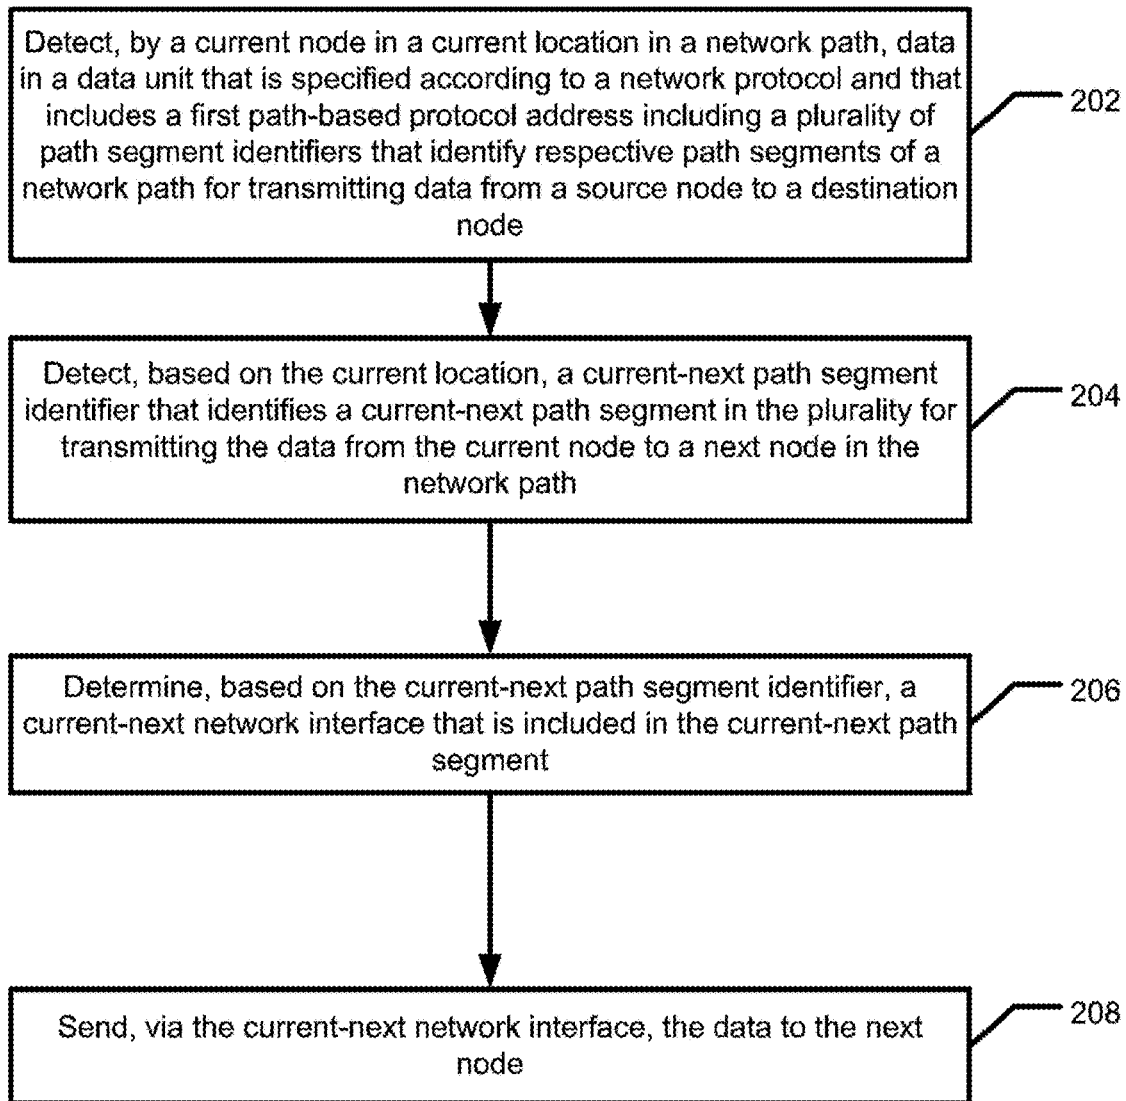 Detect, by a current node in a current location in a network path, data
in a data unit that is specified according to a network protocol and that
includes a first path-based protocol address including a plurality of
path segment identifiers that identify respective path segments of a
network path for transmitting data from a source node to a destination
node
202
Detect, based on the current location, a current-next path segment
identifier that identifies a current-next path segment in the plurality for
transmitting the data from the current node to a next node in the
network path
204
Determine, based on the current-next path segment identifier, a
current-next network interface that is included in the current-next path
segment
206
Send, via the current-next network interface, the data to the next
node
208